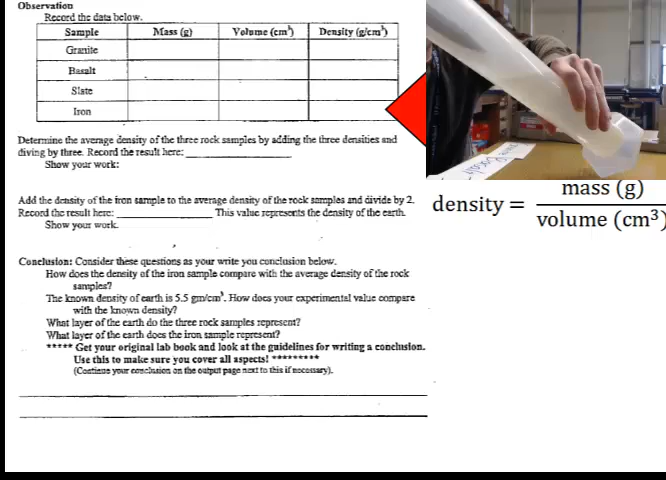 Observation
Record the data below.
Sample Mass (g) Volume (cm³) Density (g/cm³)
Granite
Basalt
Slate
Iron
Determine the average density of the three rock samples by adding the three densities and
diving by three. Record the result here:
Show your work:
Add the density of the iron sample to the average density of the rock samples and divide by 2.
Record the result here: This value represents the density of the earth.
Show your work.
Conclusion: Consider these questions as your write you conclusion below.
How does the density of the iron sample compare with the average density of the rock
samples?
The known density of earth is 5.5 gm/cm³. How does your experimental value compare
with the known density?
What layer of the earth do the three rock samples represent?
What layer of the earth does the iron sample represent?
***** Get your original lab book and look at the guidelines for writing a conclusion.
Use this to make sure you cover all aspects! *********
(Continue your conclusion on the output page next to this if necessary).
density = mass (g)
volume (cm³)